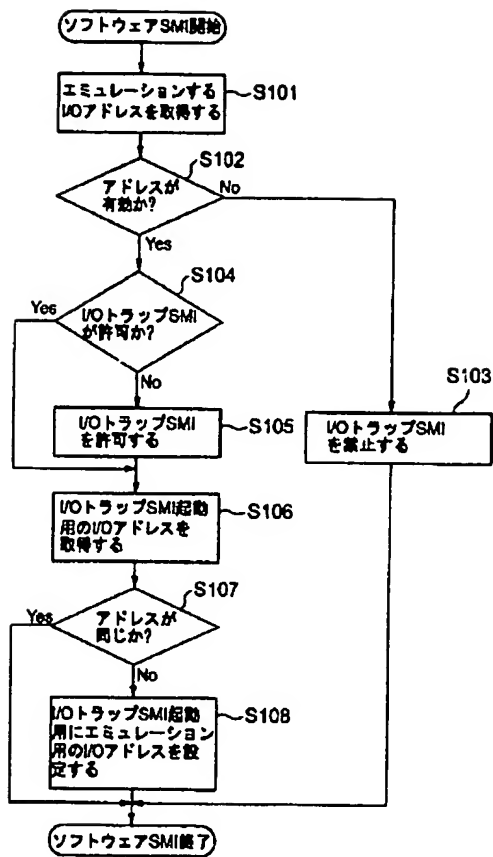 ソフトウェアSMI開始
エミュレーションする
I/Oアドレスを取得する
S101
S102
アドレスが
有効か?
No
Yes
S104
Yes
I/OトラップSMI
が許可か?
No
S103
I/OトラップSMI
を許可する
S105
I/OトラップSMI
を禁止する
I/OトラップSMI起動
用のI/Oアドレスを
取得する
S106
S107
Yes
アドレスが
同じか?
No
I/OトラップSMI起動
用にエミュレーション
用のI/Oアドレスを設
定する
S108
ソフトウェアSMI終了